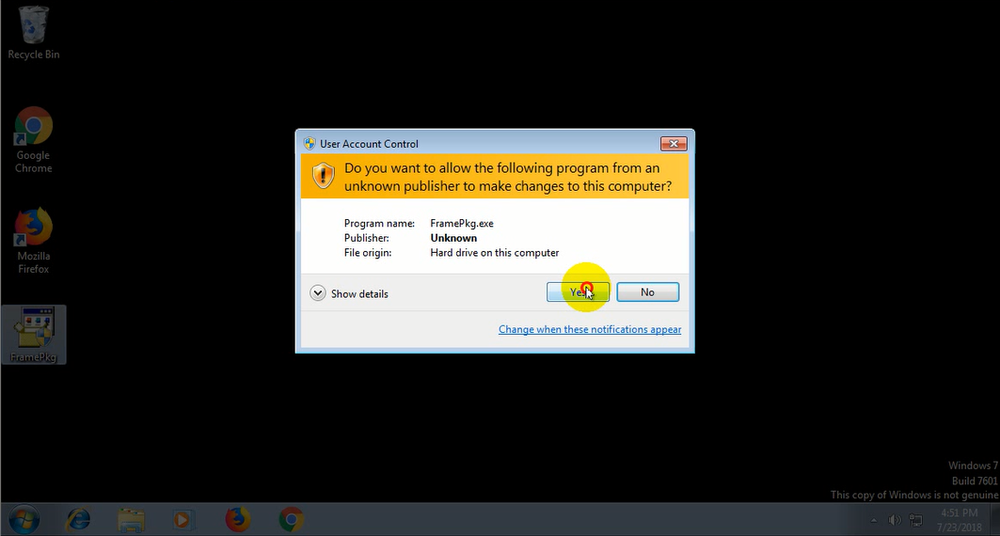 Recycle Bin
Google
Chrome
Mozilla
Firefox
FramePkg
User Account Control
Do you want to allow the following program from an
unknown publisher to make changes to this computer?
Program name: FramePkg.exe
Publisher: Unknown
File origin: Hard drive on this computer
Show details
Yes
No
Change when these notifications appear
Windows 7
Build 7601
This copy of Windows is not genuine
4:51 PM
7/23/2018